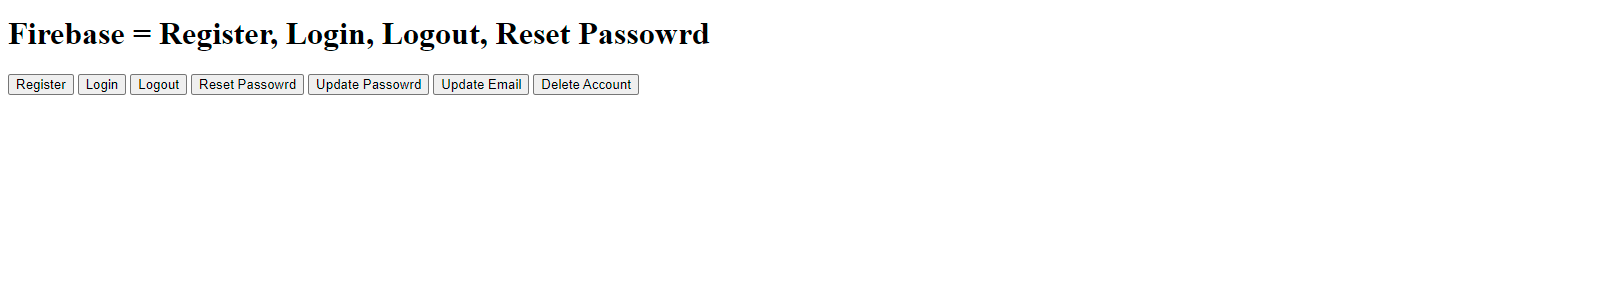 Firebase = Register, Login, Logout, Reset Passowrd
Register Login Logout Reset Passowrd Update Passowrd Update Email Delete Account